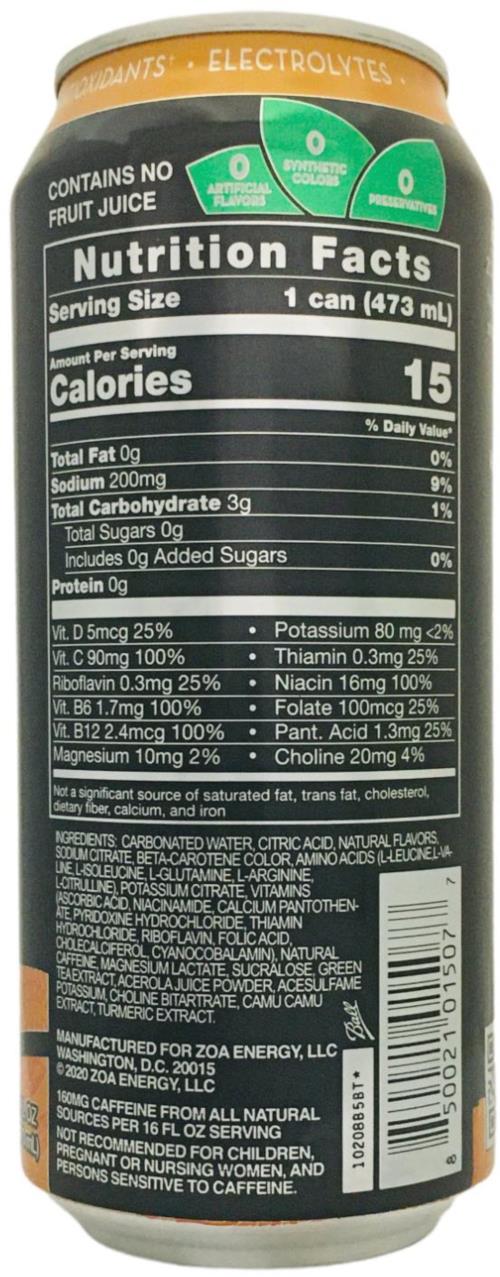 OXIDANTS† • ELECTROLYTES •
CONTAINS NO
FRUIT JUICE
0
ARTIFICIAL
FLAVORS
0
SYNTHETIC
COLORS
0
PRESERVATIVES
Nutrition Facts
Serving Size 1 can (473 mL)
Amount Per Serving
Calories 15
% Daily Value*
Total Fat 0g 0%
Sodium 200mg 9%
Total Carbohydrate 3g 1%
Total Sugars 0g
Includes 0g Added Sugars 0%
Protein 0g
Vit. D 5mcg 25% • Potassium 80 mg <2%
Vit. C 90mg 100% • Thiamin 0.3mg 25%
Riboflavin 0.3mg 25% • Niacin 16mg 100%
Vit. B6 1.7mg 100% • Folate 100mcg 25%
Vit. B12 2.4mcg 100% • Pant. Acid 1.3mg 25%
Magnesium 10mg 2% • Choline 20mg 4%
Not a significant source of saturated fat, trans fat, cholesterol,
dietary fiber, calcium, and iron
INGREDIENTS: CARBONATED WATER, CITRIC ACID, NATURAL FLAVORS,
SODIUM CITRATE, BETA-CAROTENE COLOR, AMINO ACIDS (L-LEUCINE,L-VA-
LINE, L-ISOLEUCINE, L-GLUTAMINE, L-ARGININE,
L-CITRULLINE), POTASSIUM CITRATE, VITAMINS
(ASCORBIC ACID, NIACINAMIDE, CALCIUM PANTOTHEN-
ATE, PYRIDOXINE HYDROCHLORIDE, THIAMIN
HYDROCHLORIDE, RIBOFLAVIN, FOLIC ACID,
CHOLECALCIFEROL, CYANOCOBALAMIN), NATURAL
CAFFEINE, MAGNESIUM LACTATE, SUCRALOSE, GREEN
TEA EXTRACT, ACEROLA JUICE POWDER, ACESULFAME
POTASSIUM, CHOLINE BITARTRATE, CAMU CAMU
EXTRACT, TURMERIC EXTRACT.
MANUFACTURED FOR ZOA ENERGY, LLC
WASHINGTON, D.C. 20015
© 2020 ZOA ENERGY, LLC
160MG CAFFEINE FROM ALL NATURAL
SOURCES PER 16 FL OZ SERVING
NOT RECOMMENDED FOR CHILDREN,
PREGNANT OR NURSING WOMEN, AND
PERSONS SENSITIVE TO CAFFEINE.
Ball
10208B5BT*
8 50021 01507 7
OZ
mL)